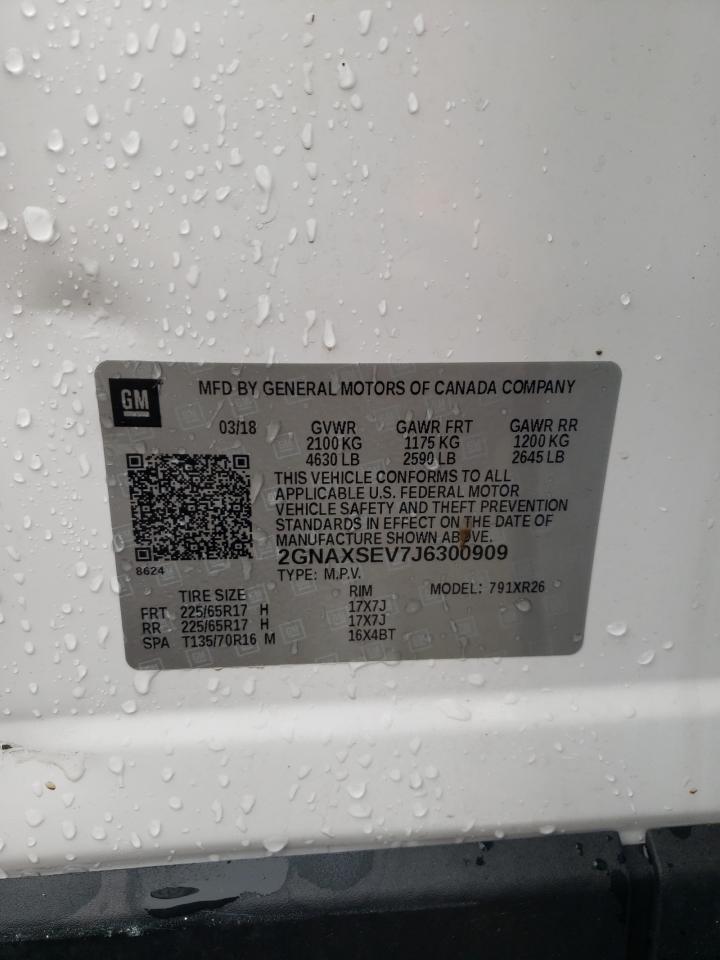 GM
MFD BY GENERAL MOTORS OF CANADA COMPANY
03/18 GVWR GAWR FRT GAWR RR
2100 KG 1175 KG 1200 KG
4630 LB 2590 LB 2645 LB
THIS VEHICLE CONFORMS TO ALL
APPLICABLE U.S. FEDERAL MOTOR
VEHICLE SAFETY AND THEFT PREVENTION
STANDARDS IN EFFECT ON THE DATE OF
MANUFACTURE SHOWN ABOVE.
2GNAXSEV7J6300909
8624
TYPE: M.P.V. MODEL: 791XR26
TIRE SIZE RIM
FRT 225/65R17 H 17X7J
RR 225/65R17 H 17X7J
SPA T135/70R16 M 16X4BT